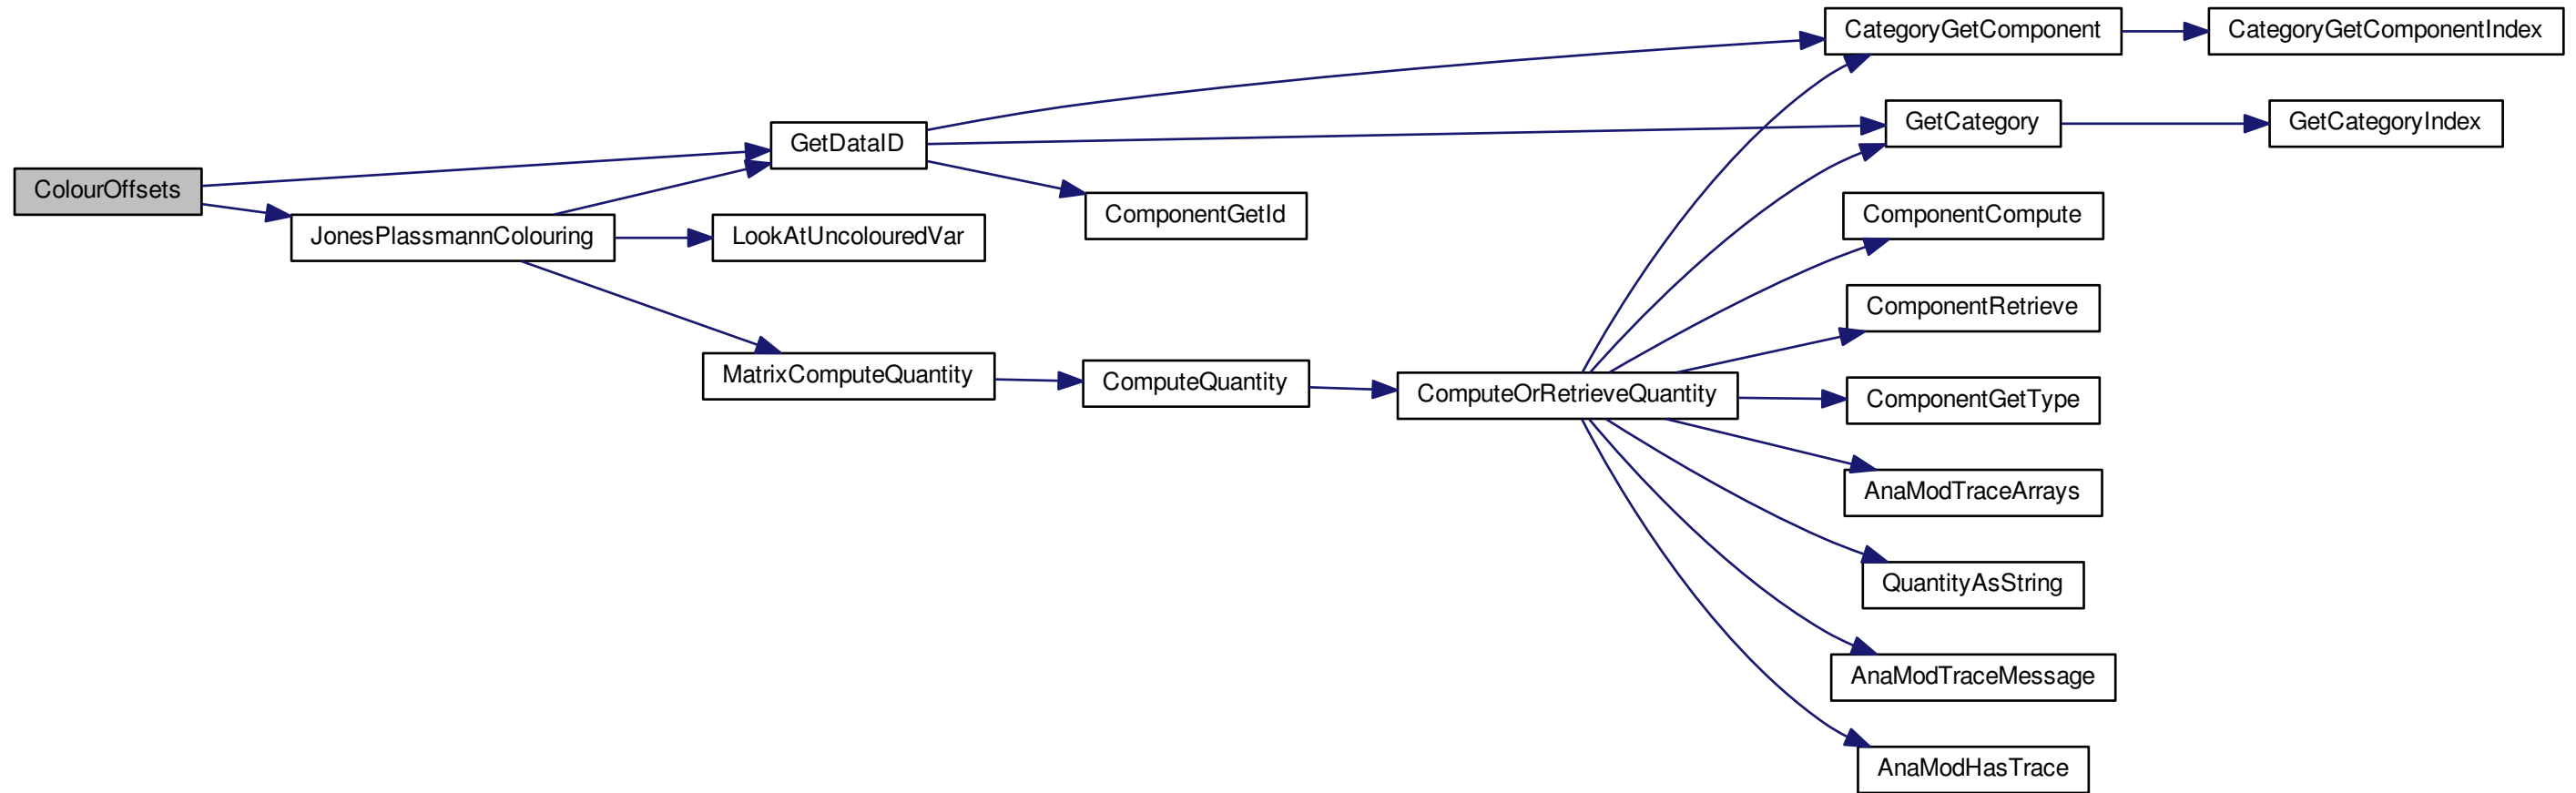 ColourOffsets
JonesPlassmannColouring
GetDataID
LookAtUncolouredVar
MatrixComputeQuantity
ComponentGetId
ComputeQuantity
ComputeOrRetrieveQuantity
CategoryGetComponent
GetCategory
ComponentCompute
ComponentRetrieve
ComponentGetType
AnaModTraceArrays
QuantityAsString
AnaModTraceMessage
AnaModHasTrace
CategoryGetComponentIndex
GetCategoryIndex